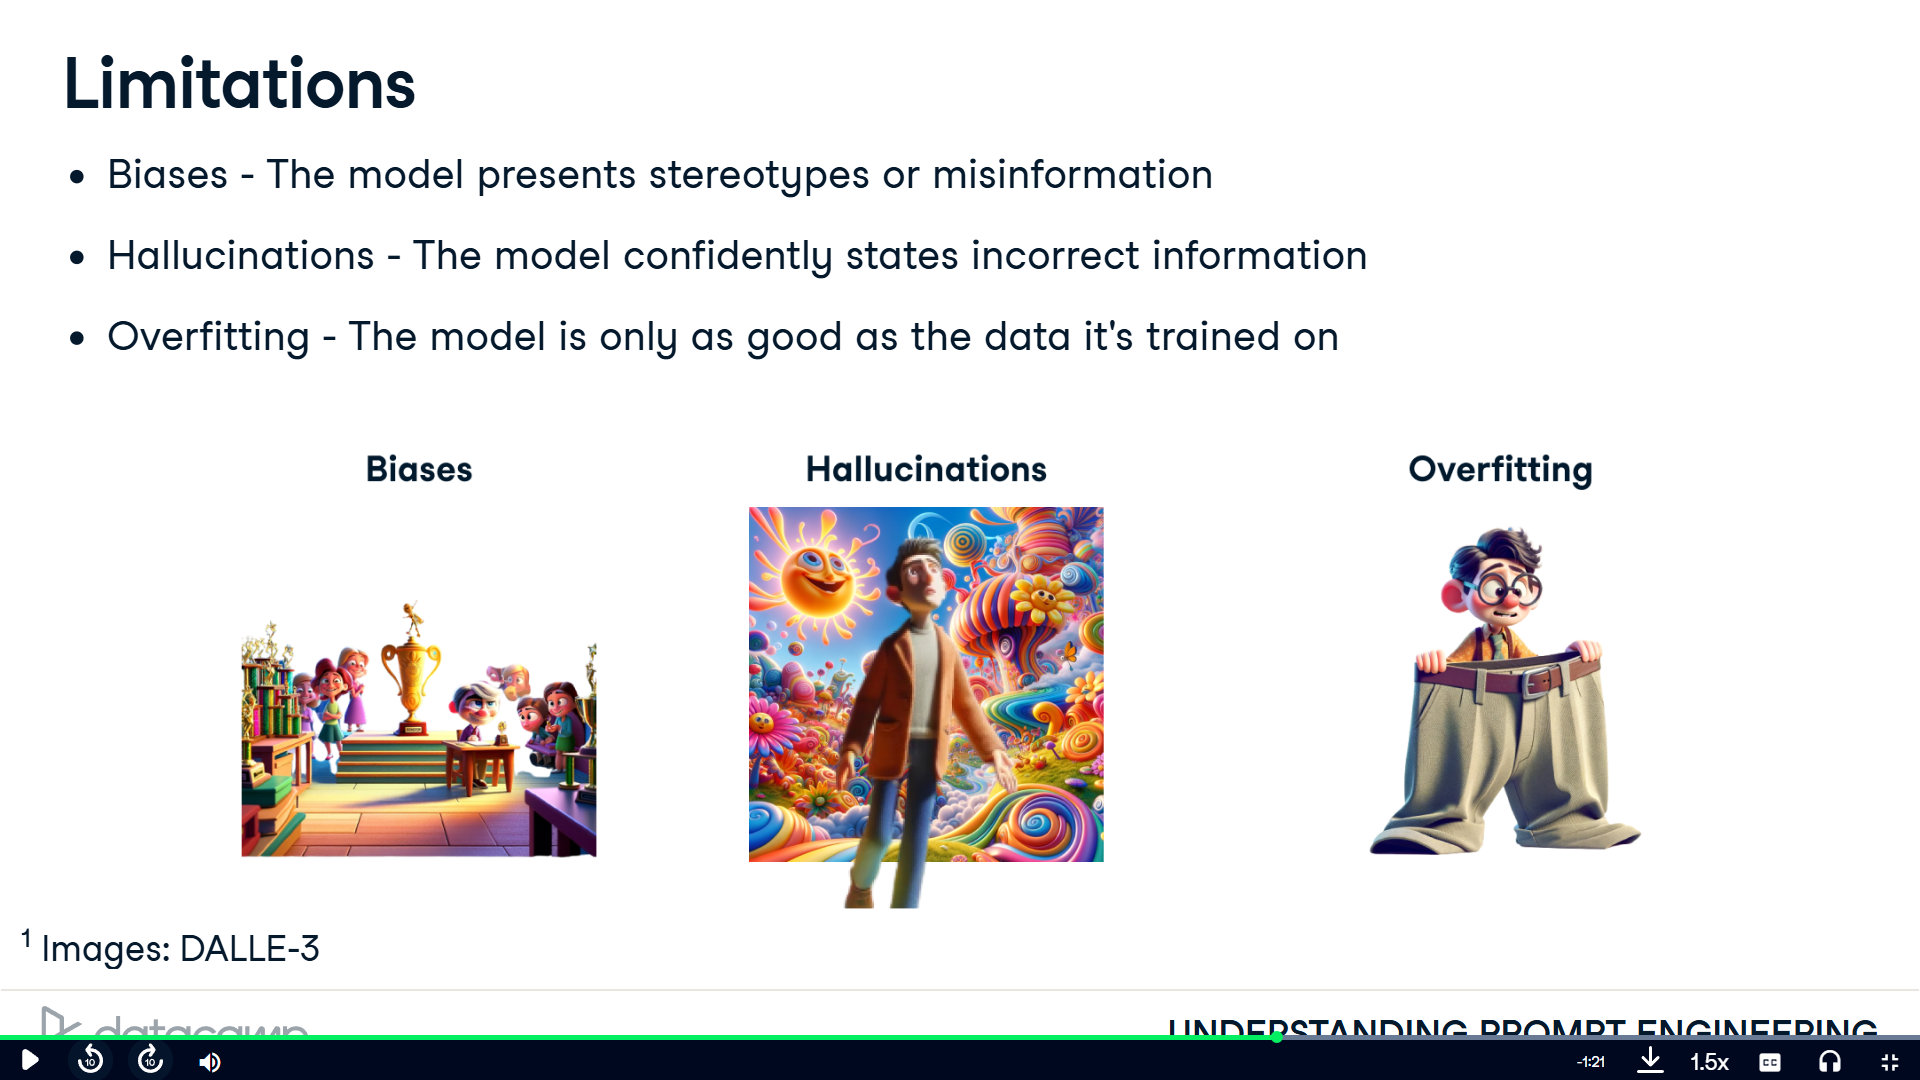 Limitations
• Biases - The model presents stereotypes or misinformation
• Hallucinations - The model confidently states incorrect information
• Overfitting - The model is only as good as the data it's trained on
Biases
Hallucinations
Overfitting
1 Images: DALLE-3
datacamp
UNDERSTANDING PROMPT ENGINEERING
10
10
-1:21
1.5x
CC